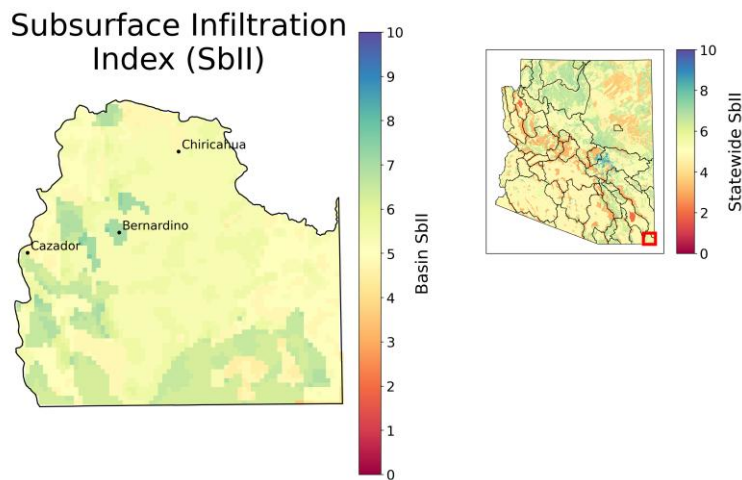 Subsurface Infiltration
Index (SbII)
Chiricahua
Bernardino
Cazador
10
9
8
7
6
5
4
3
2
1
0
Basin SbII
10
8
6
4
2
0
Statewide SbII